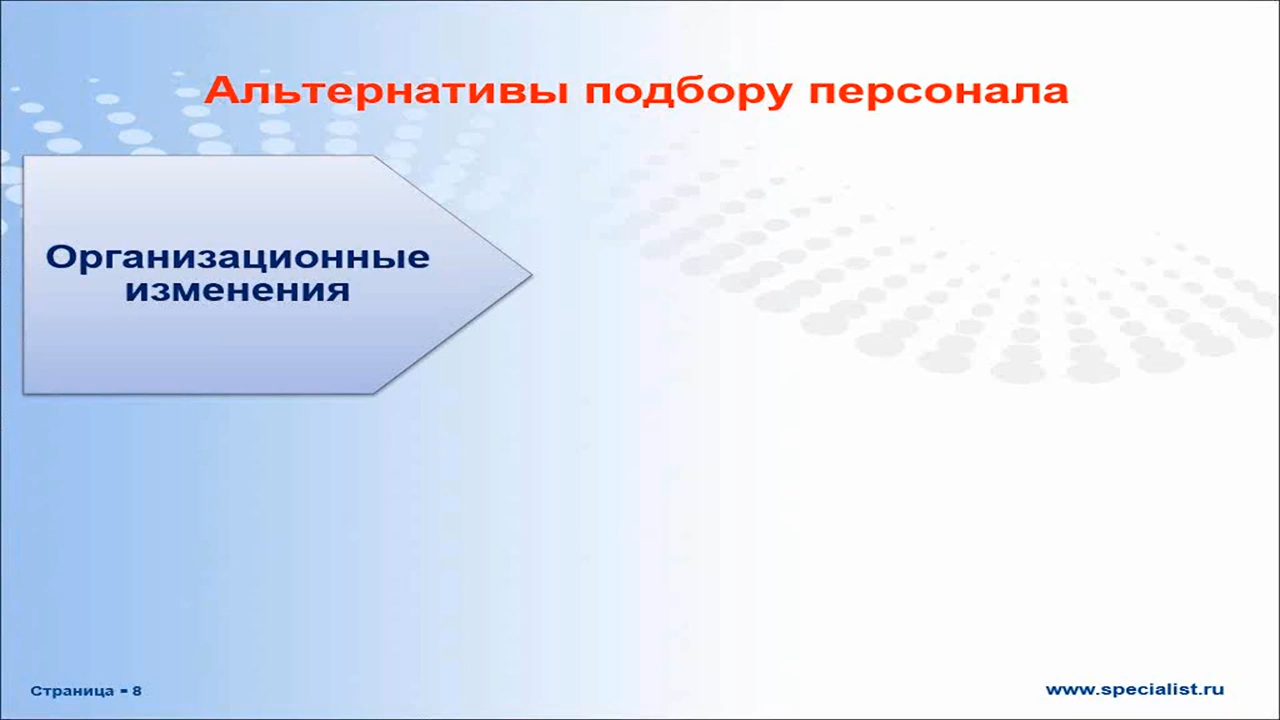 Альтернативы подбору персонала
Организационные
изменения
Страница ▪ 8
www.specialist.ru